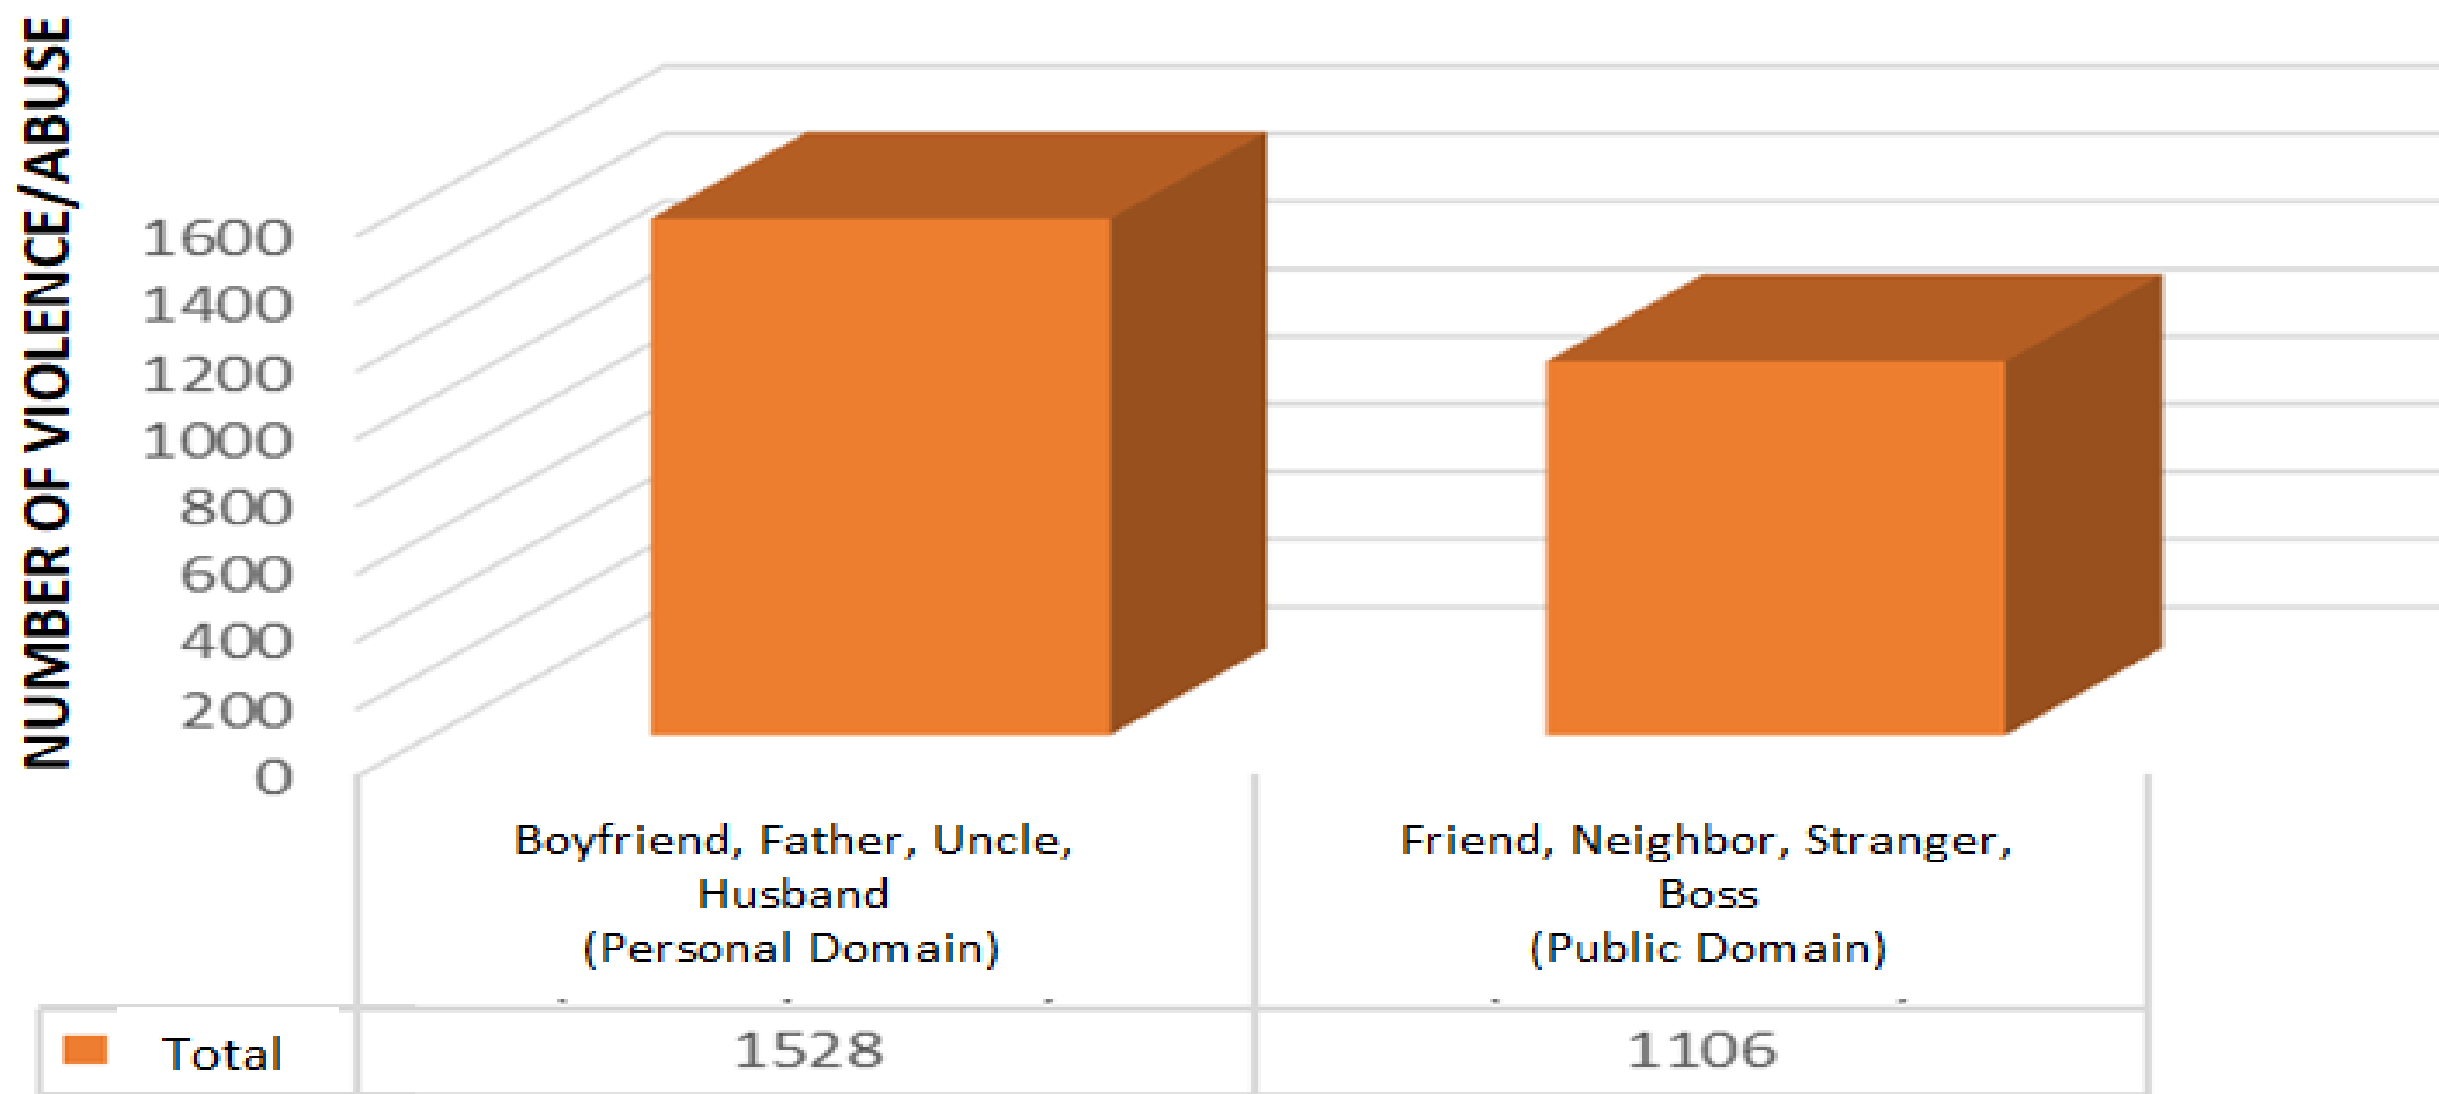 NUMBER OF VIOLENCE/ABUSE
1600
1400
1200
1000
800
600
400
200
0
Boyfriend, Father, Uncle,
Husband
(Personal Domain)
Friend, Neighbor, Stranger,
Boss
(Public Domain)
Total
1528
1106